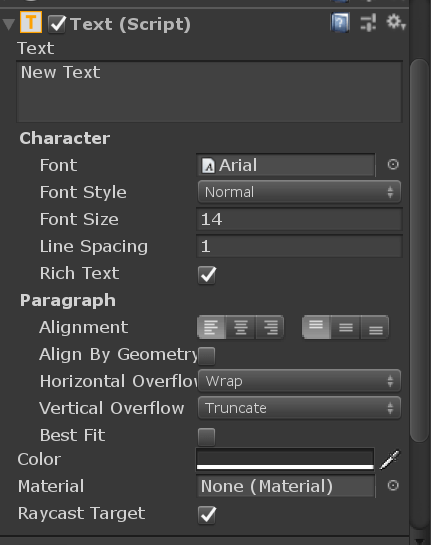 Text (Script)
Text
New Text
Character
Font Arial
Font Style Normal
Font Size 14
Line Spacing 1
Rich Text
Paragraph
Alignment
Align By Geometry
Horizontal Overflow Wrap
Vertical Overflow Truncate
Best Fit
Color
Material None (Material)
Raycast Target